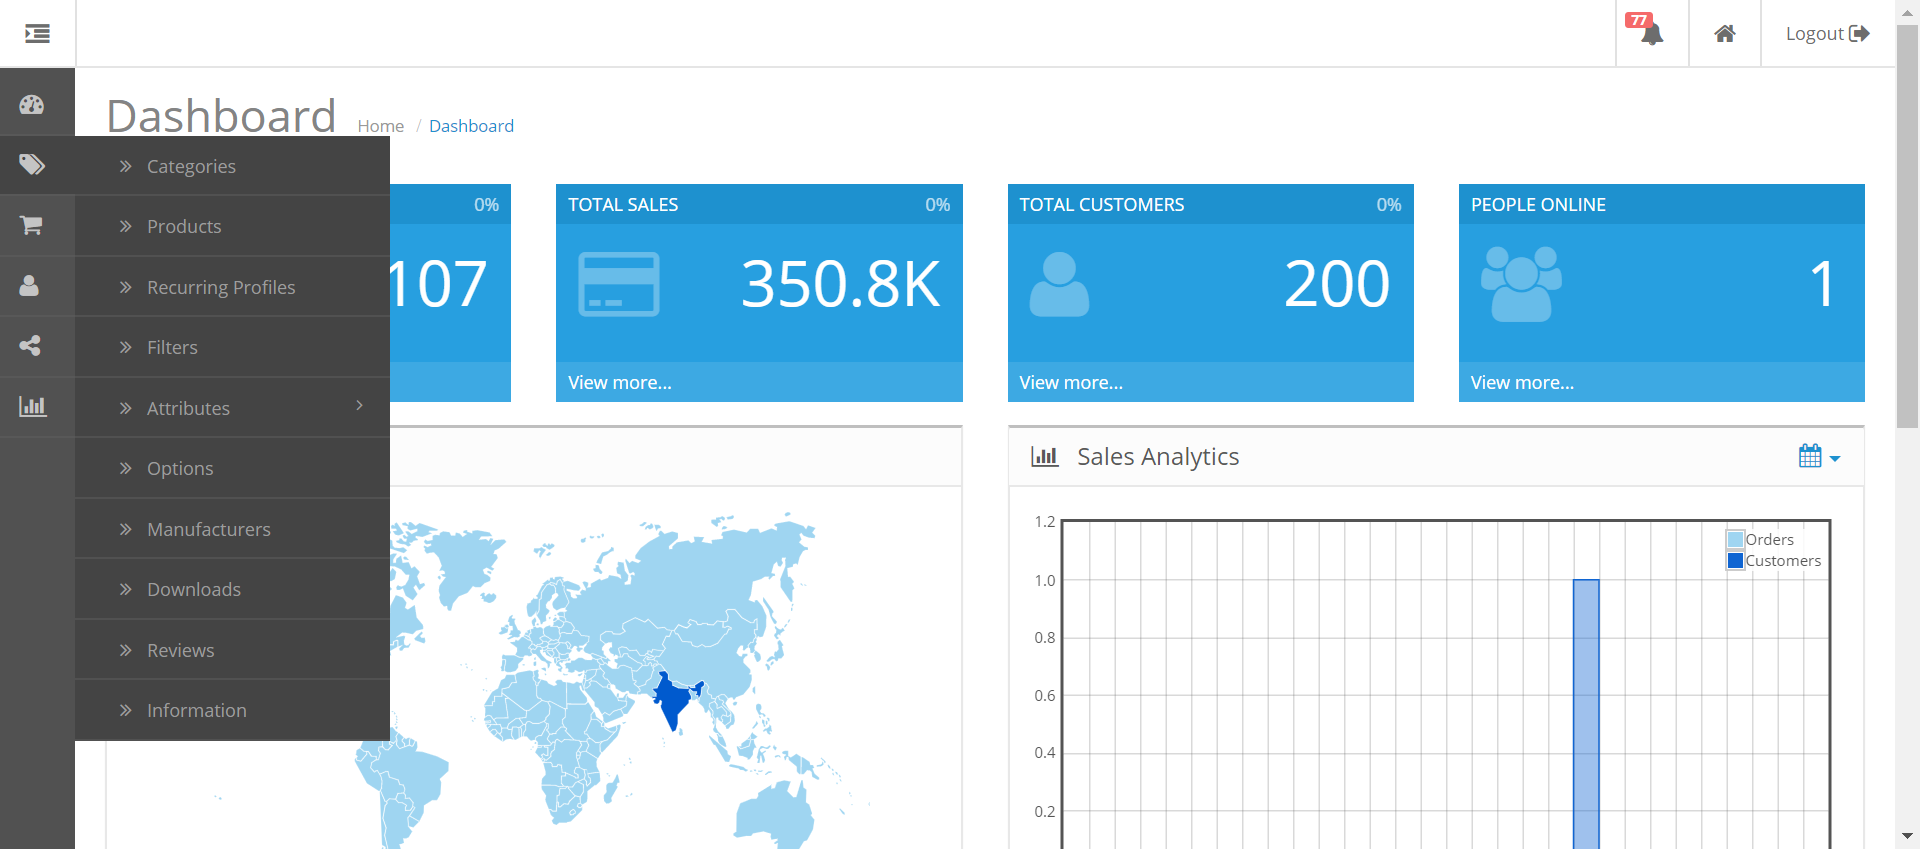 77
Logout
Dashboard
Home / Dashboard
Categories
Products
Recurring Profiles
Filters
Attributes
Options
Manufacturers
Downloads
Reviews
Information
0%
107
TOTAL SALES 0%
350.8K
View more...
TOTAL CUSTOMERS 0%
200
View more...
PEOPLE ONLINE
1
View more...
Sales Analytics
1.2
1.0
0.8
0.6
0.4
0.2
Orders
Customers